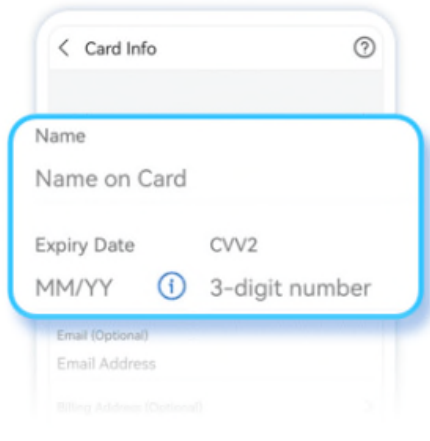 Card Info
Name
Name on Card
Expiry Date CVV2
MM/YY 3-digit number
Email (Optional)
Email Address
Billing Address (Optional)